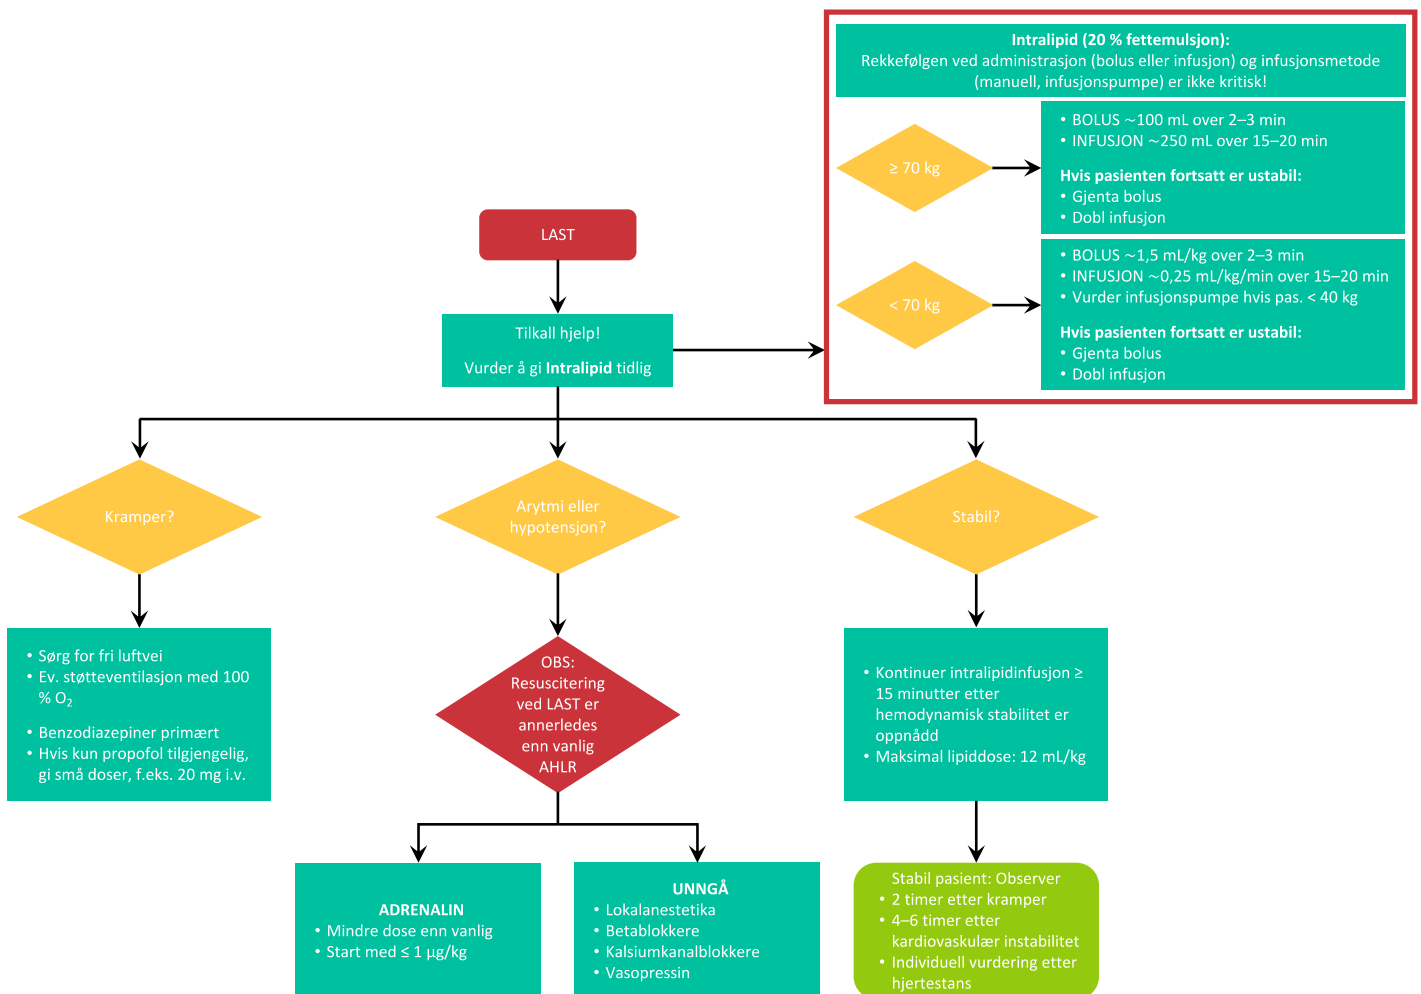 LAST
Tilkall hjelp!
Vurder å gi Intralipid tidlig
Intralipid (20 % fettemulsjon):
Rekkefølgen ved administrasjon (bolus eller infusjon) og infusjonsmetode
(manuell, infusjonspumpe) er ikke kritisk!
≥ 70 kg
• BOLUS ~100 mL over 2–3 min
• INFUSJON ~250 mL over 15–20 min
Hvis pasienten fortsatt er ustabil:
• Gjenta bolus
• Dobl infusjon
< 70 kg
• BOLUS ~1,5 mL/kg over 2–3 min
• INFUSJON ~0,25 mL/kg/min over 15–20 min
• Vurder infusjonspumpe hvis pas. < 40 kg
Hvis pasienten fortsatt er ustabil:
• Gjenta bolus
• Dobl infusjon
Kramper?
• Sørg for fri luftvei
• Ev. støtteventilasjon med 100
% O₂
• Benzodiazepiner primært
• Hvis kun propofol tilgjengelig,
gi små doser, f.eks. 20 mg i.v.
Arytmi eller
hypotensjon?
OBS:
Resuscitering
ved LAST er
annerledes
enn vanlig
AHLR
ADRENALIN
• Mindre dose enn vanlig
• Start med ≤ 1 µg/kg
UNNGÅ
• Lokalanestetika
• Betablokkere
• Kalsiumkanalblokkere
• Vasopressin
Stabil?
• Kontinuer intralipidinfusjon ≥
15 minutter etter
hemodynamisk stabilitet er
oppnådd
• Maksimal lipiddose: 12 mL/kg
Stabil pasient: Observer
• 2 timer etter kramper
• 4–6 timer etter
kardiovaskulær instabilitet
• Individuell vurdering etter
hjertestans